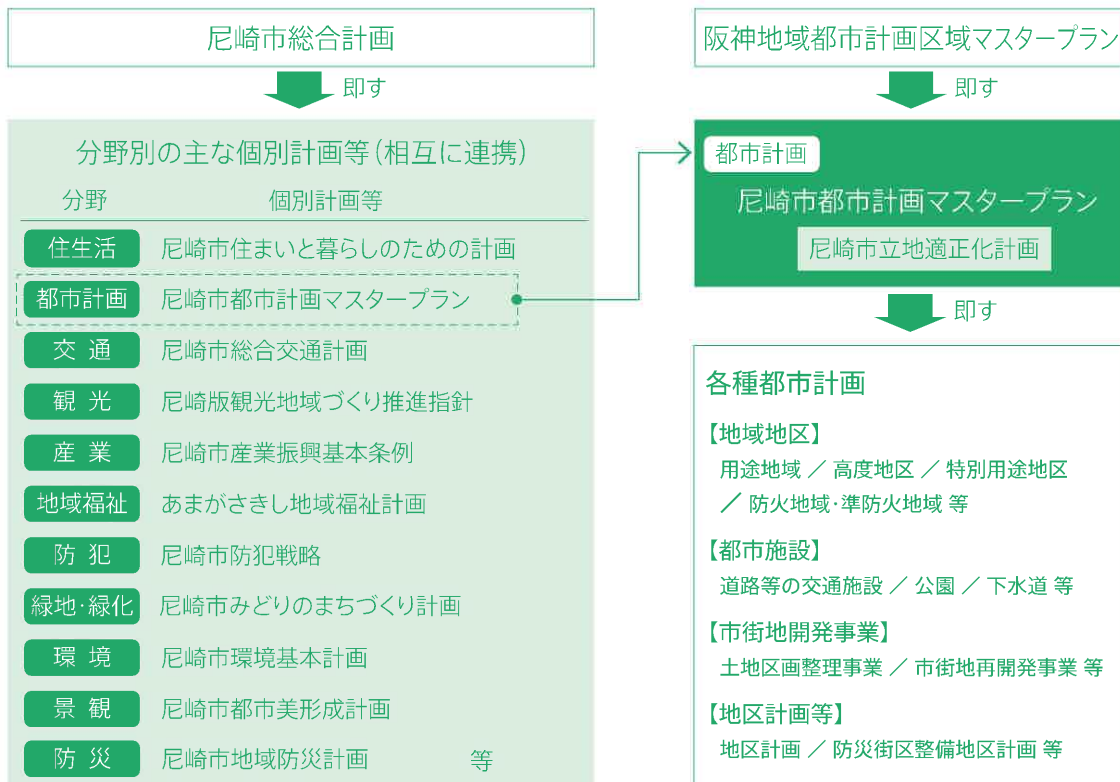 尼崎市総合計画
即す
分野別の主な個別計画等(相互に連携)
分野 個別計画等
住生活 尼崎市住まいと暮らしのための計画
都市計画 尼崎市都市計画マスタープラン
交通 尼崎市総合交通計画
観光 尼崎版観光地域づくり推進指針
産業 尼崎市産業振興基本条例
地域福祉 あまがさきし地域福祉計画
防犯 尼崎市防犯戦略
緑地・緑化 尼崎市みどりのまちづくり計画
環境 尼崎市環境基本計画
景観 尼崎市都市美形成計画
防災 尼崎市地域防災計画 等
阪神地域都市計画区域マスタープラン
即す
都市計画
尼崎市都市計画マスタープラン
尼崎市立地適正化計画
即す
各種都市計画
【地域地区】
用途地域 / 高度地区 / 特別用途地区
/ 防火地域・準防火地域 等
【都市施設】
道路等の交通施設 / 公園 / 下水道 等
【市街地開発事業】
土地区画整理事業 / 市街地再開発事業 等
【地区計画等】
地区計画 / 防災街区整備地区計画 等